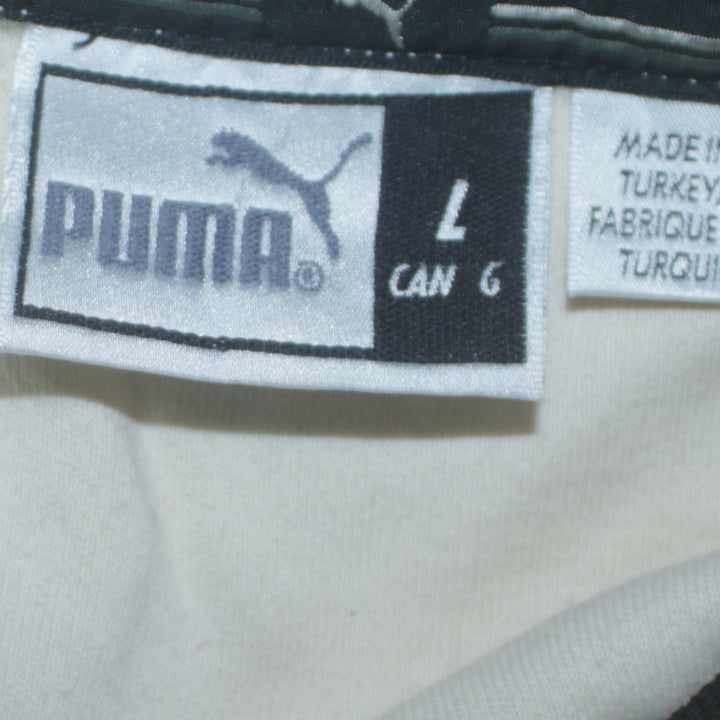 PUMA®
L
CAN G
MADE IN
TURKEY
FABRIQUE
TURQUI